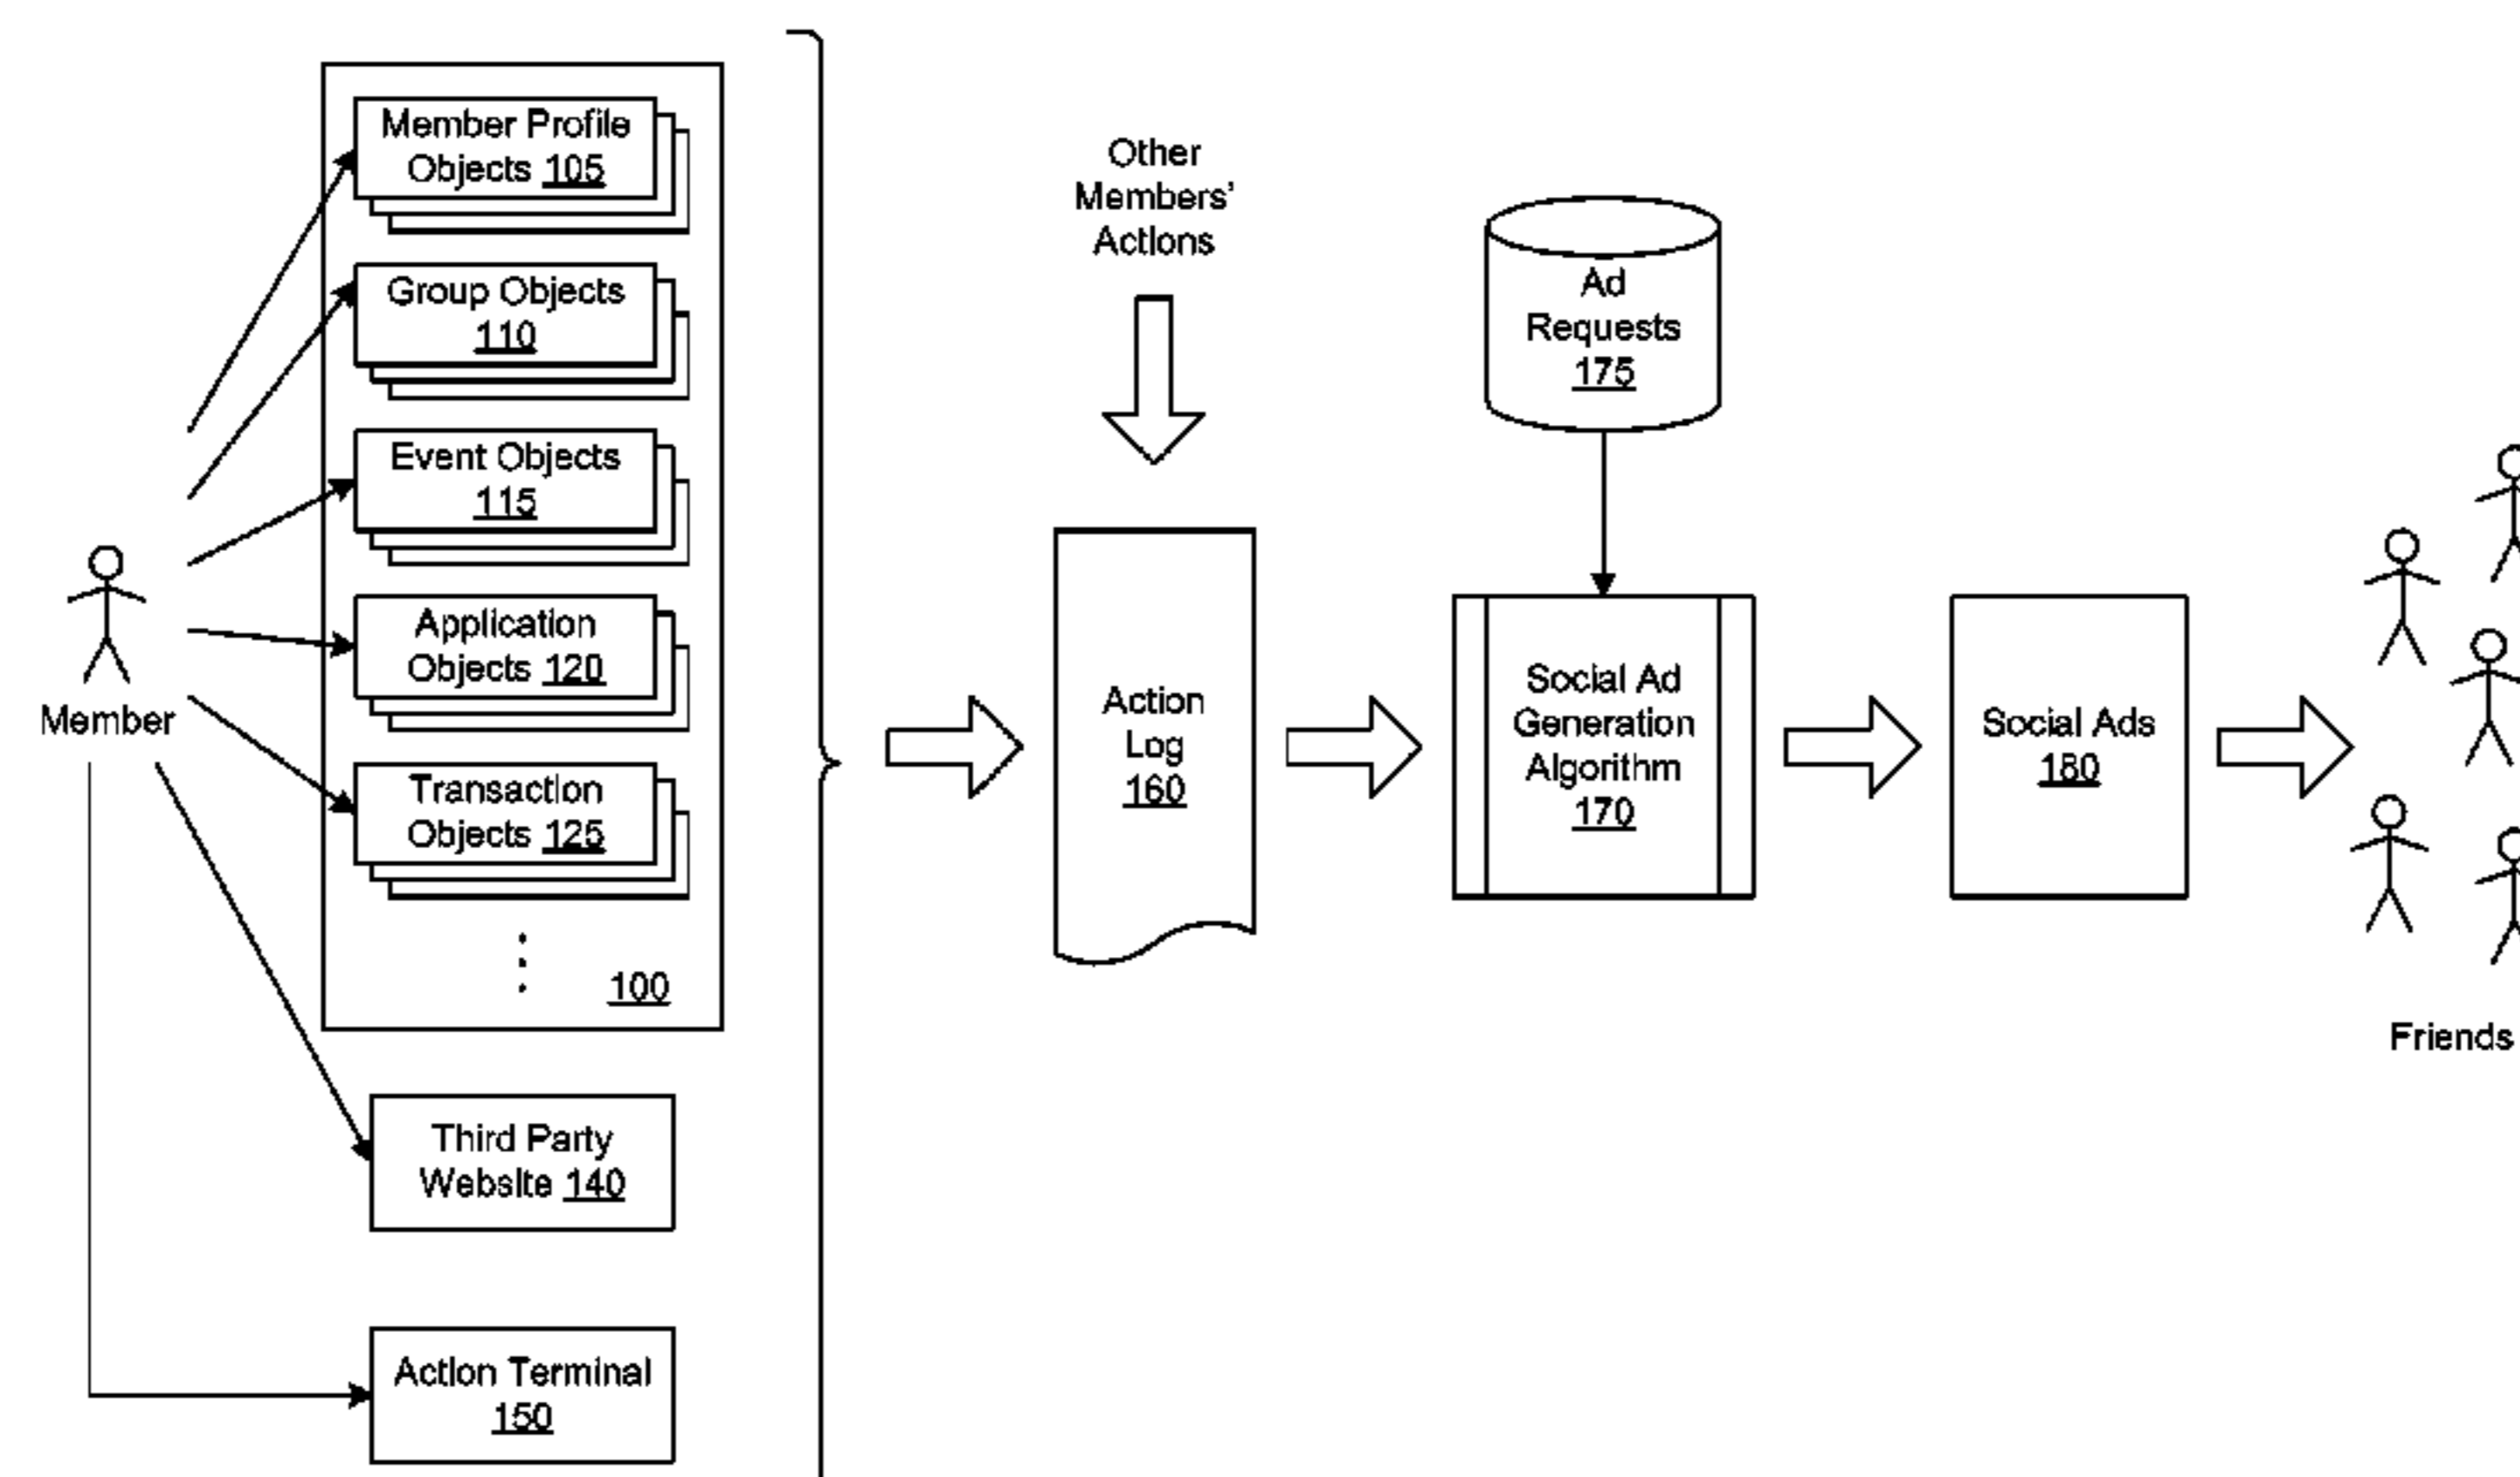 Member Profile
Objects 105
Group Objects
110
Event Objects
115
Application
Objects 120
Transaction
Objects 125
100
Member
Third Party
Website 140
Action Terminal
150
Other
Members'
Actions
Action
Log
160
Ad
Requests
175
Social Ad
Generation
Algorithm
170
Social Ads
180
Friends